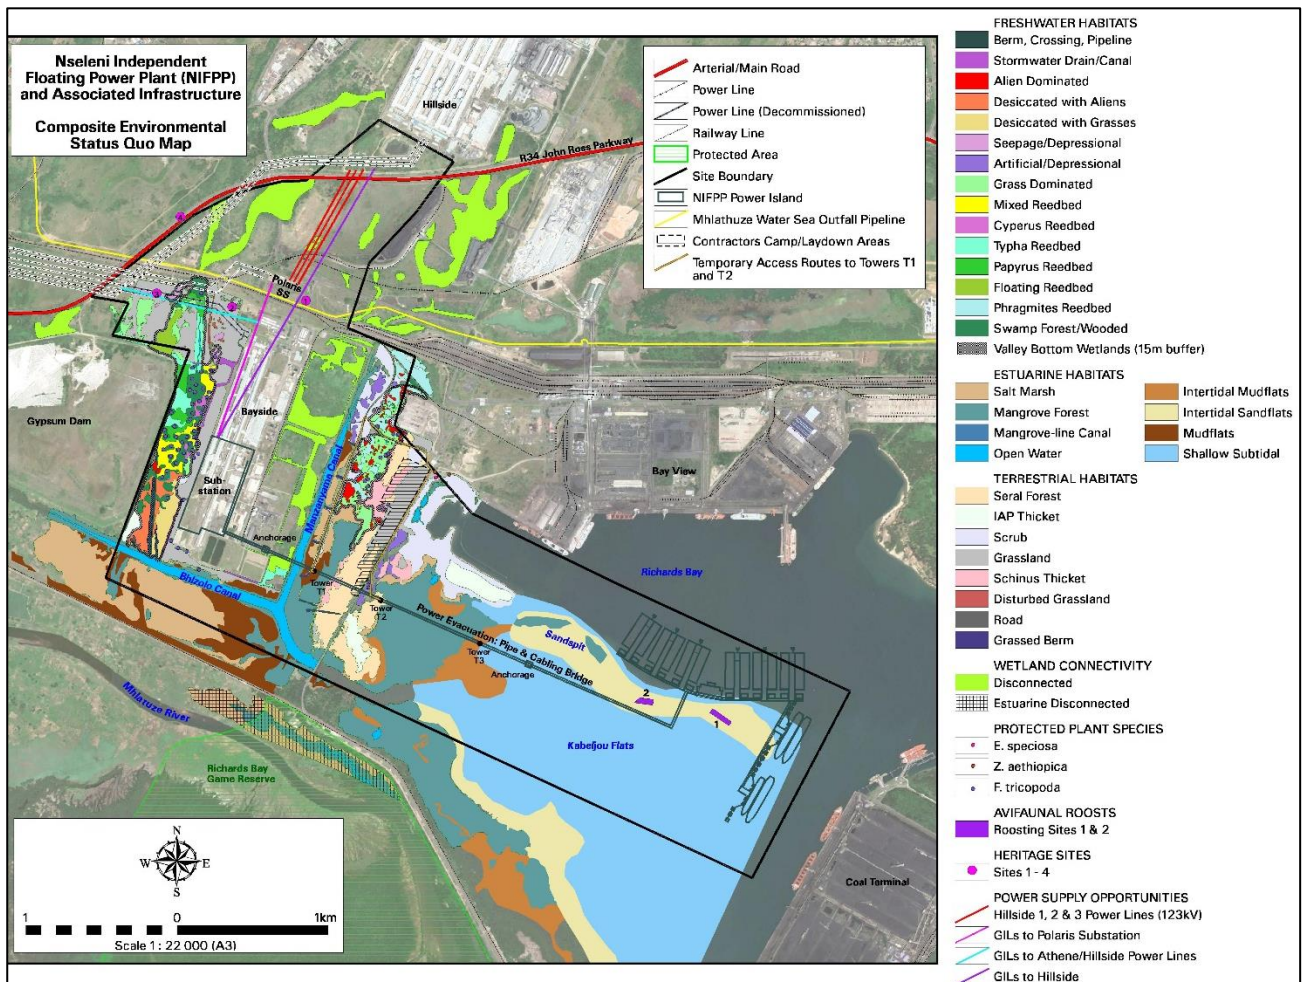 Nseleni Independent
Floating Power Plant (NIFPP)
and Associated Infrastructure
Composite Environmental
Status Quo Map
Arterial/Main Road
Power Line
Power Line (Decommissioned)
Railway Line
Protected Area
Site Boundary
NIFPP Power Island
Mhlathuze Water Sea Outfall Pipeline
Contractors Camp/Laydown Areas
Temporary Access Routes to Towers T1
and T2
Hillside
R34 John Ross Parkway
4
Polaris
SS
3
2
1
Gypsum Dam
Bayside
Sub-
station
Manzanyama Canal
Anchorage
Bay View
Bhizolo Canal
Tower
T1
Tower
T2
Tower
T3
Anchorage
Power Evacuation: Pipe & Cabling Bridge
Richards Bay
Sandspit
2
1
Kabeljou Flats
Mhlatuze River
Richards Bay
Game Reserve
Coal Terminal
N
W
E
S
1
0
1km
Scale 1 : 22 000 (A3)
FRESHWATER HABITATS
Berm, Crossing, Pipeline
Stormwater Drain/Canal
Alien Dominated
Desiccated with Aliens
Desiccated with Grasses
Seepage/Depressional
Artificial/Depressional
Grass Dominated
Mixed Reedbed
Cyperus Reedbed
Typha Reedbed
Papyrus Reedbed
Floating Reedbed
Phragmites Reedbed
Swamp Forest/Wooded
Valley Bottom Wetlands (15m buffer)
ESTUARINE HABITATS
Salt Marsh
Mangrove Forest
Mangrove-line Canal
Open Water
Intertidal Mudflats
Intertidal Sandflats
Mudflats
Shallow Subtidal
TERRESTRIAL HABITATS
Seral Forest
IAP Thicket
Scrub
Grassland
Schinus Thicket
Disturbed Grassland
Road
Grassed Berm
WETLAND CONNECTIVITY
Disconnected
Estuarine Disconnected
PROTECTED PLANT SPECIES
E. speciosa
Z. aethiopica
F. tricopoda
AVIFAUNAL ROOSTS
Roosting Sites 1 & 2
HERITAGE SITES
Sites 1 - 4
POWER SUPPLY OPPORTUNITIES
Hillside 1, 2 & 3 Power Lines (123kV)
GILs to Polaris Substation
GILs to Athene/Hillside Power Lines
GILs to Hillside